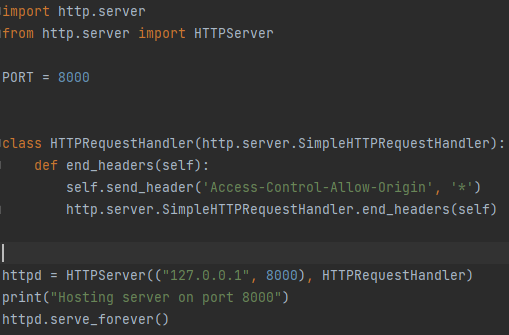 import http.server
from http.server import HTTPServer
PORT = 8000
class HTTPRequestHandler(http.server.SimpleHTTPRequestHandler):
    def end_headers(self):
        self.send_header('Access-Control-Allow-Origin', '*')
        http.server.SimpleHTTPRequestHandler.end_headers(self)
httpd = HTTPServer(("127.0.0.1", 8000), HTTPRequestHandler)
print("Hosting server on port 8000")
httpd.serve_forever()